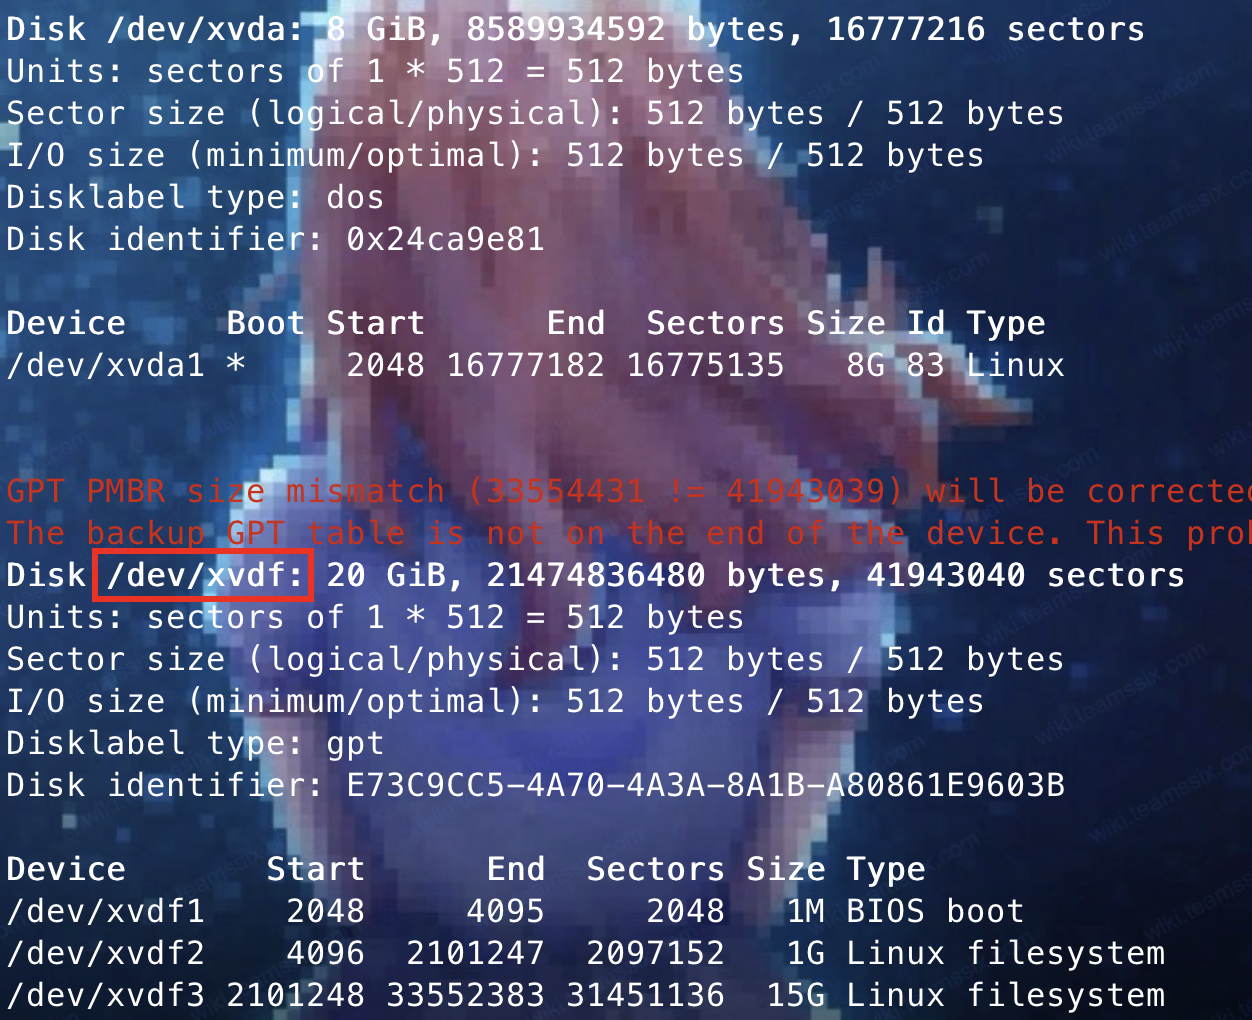 Disk /dev/xvda: 8 GiB, 8589934592 bytes, 16777216 sectors
Units: sectors of 1 * 512 = 512 bytes
Sector size (logical/physical): 512 bytes / 512 bytes
I/O size (minimum/optimal): 512 bytes / 512 bytes
Disklabel type: dos
Disk identifier: 0x24ca9e81
Device     Boot Start      End  Sectors Size Id Type
/dev/xvda1 *     2048 16777182 16775135   8G 83 Linux
GPT PMBR size mismatch (33554431 != 41943039) will be corrected
The backup GPT table is not on the end of the device. This prob
Disk /dev/xvdf: 20 GiB, 21474836480 bytes, 41943040 sectors
Units: sectors of 1 * 512 = 512 bytes
Sector size (logical/physical): 512 bytes / 512 bytes
I/O size (minimum/optimal): 512 bytes / 512 bytes
Disklabel type: gpt
Disk identifier: E73C9CC5-4A70-4A3A-8A1B-A80861E9603B
Device       Start      End  Sectors Size Type
/dev/xvdf1    2048     4095     2048   1M BIOS boot
/dev/xvdf2    4096  2101247  2097152   1G Linux filesystem
/dev/xvdf3 2101248 33552383 31451136  15G Linux filesystem
wiki.teamssix.com